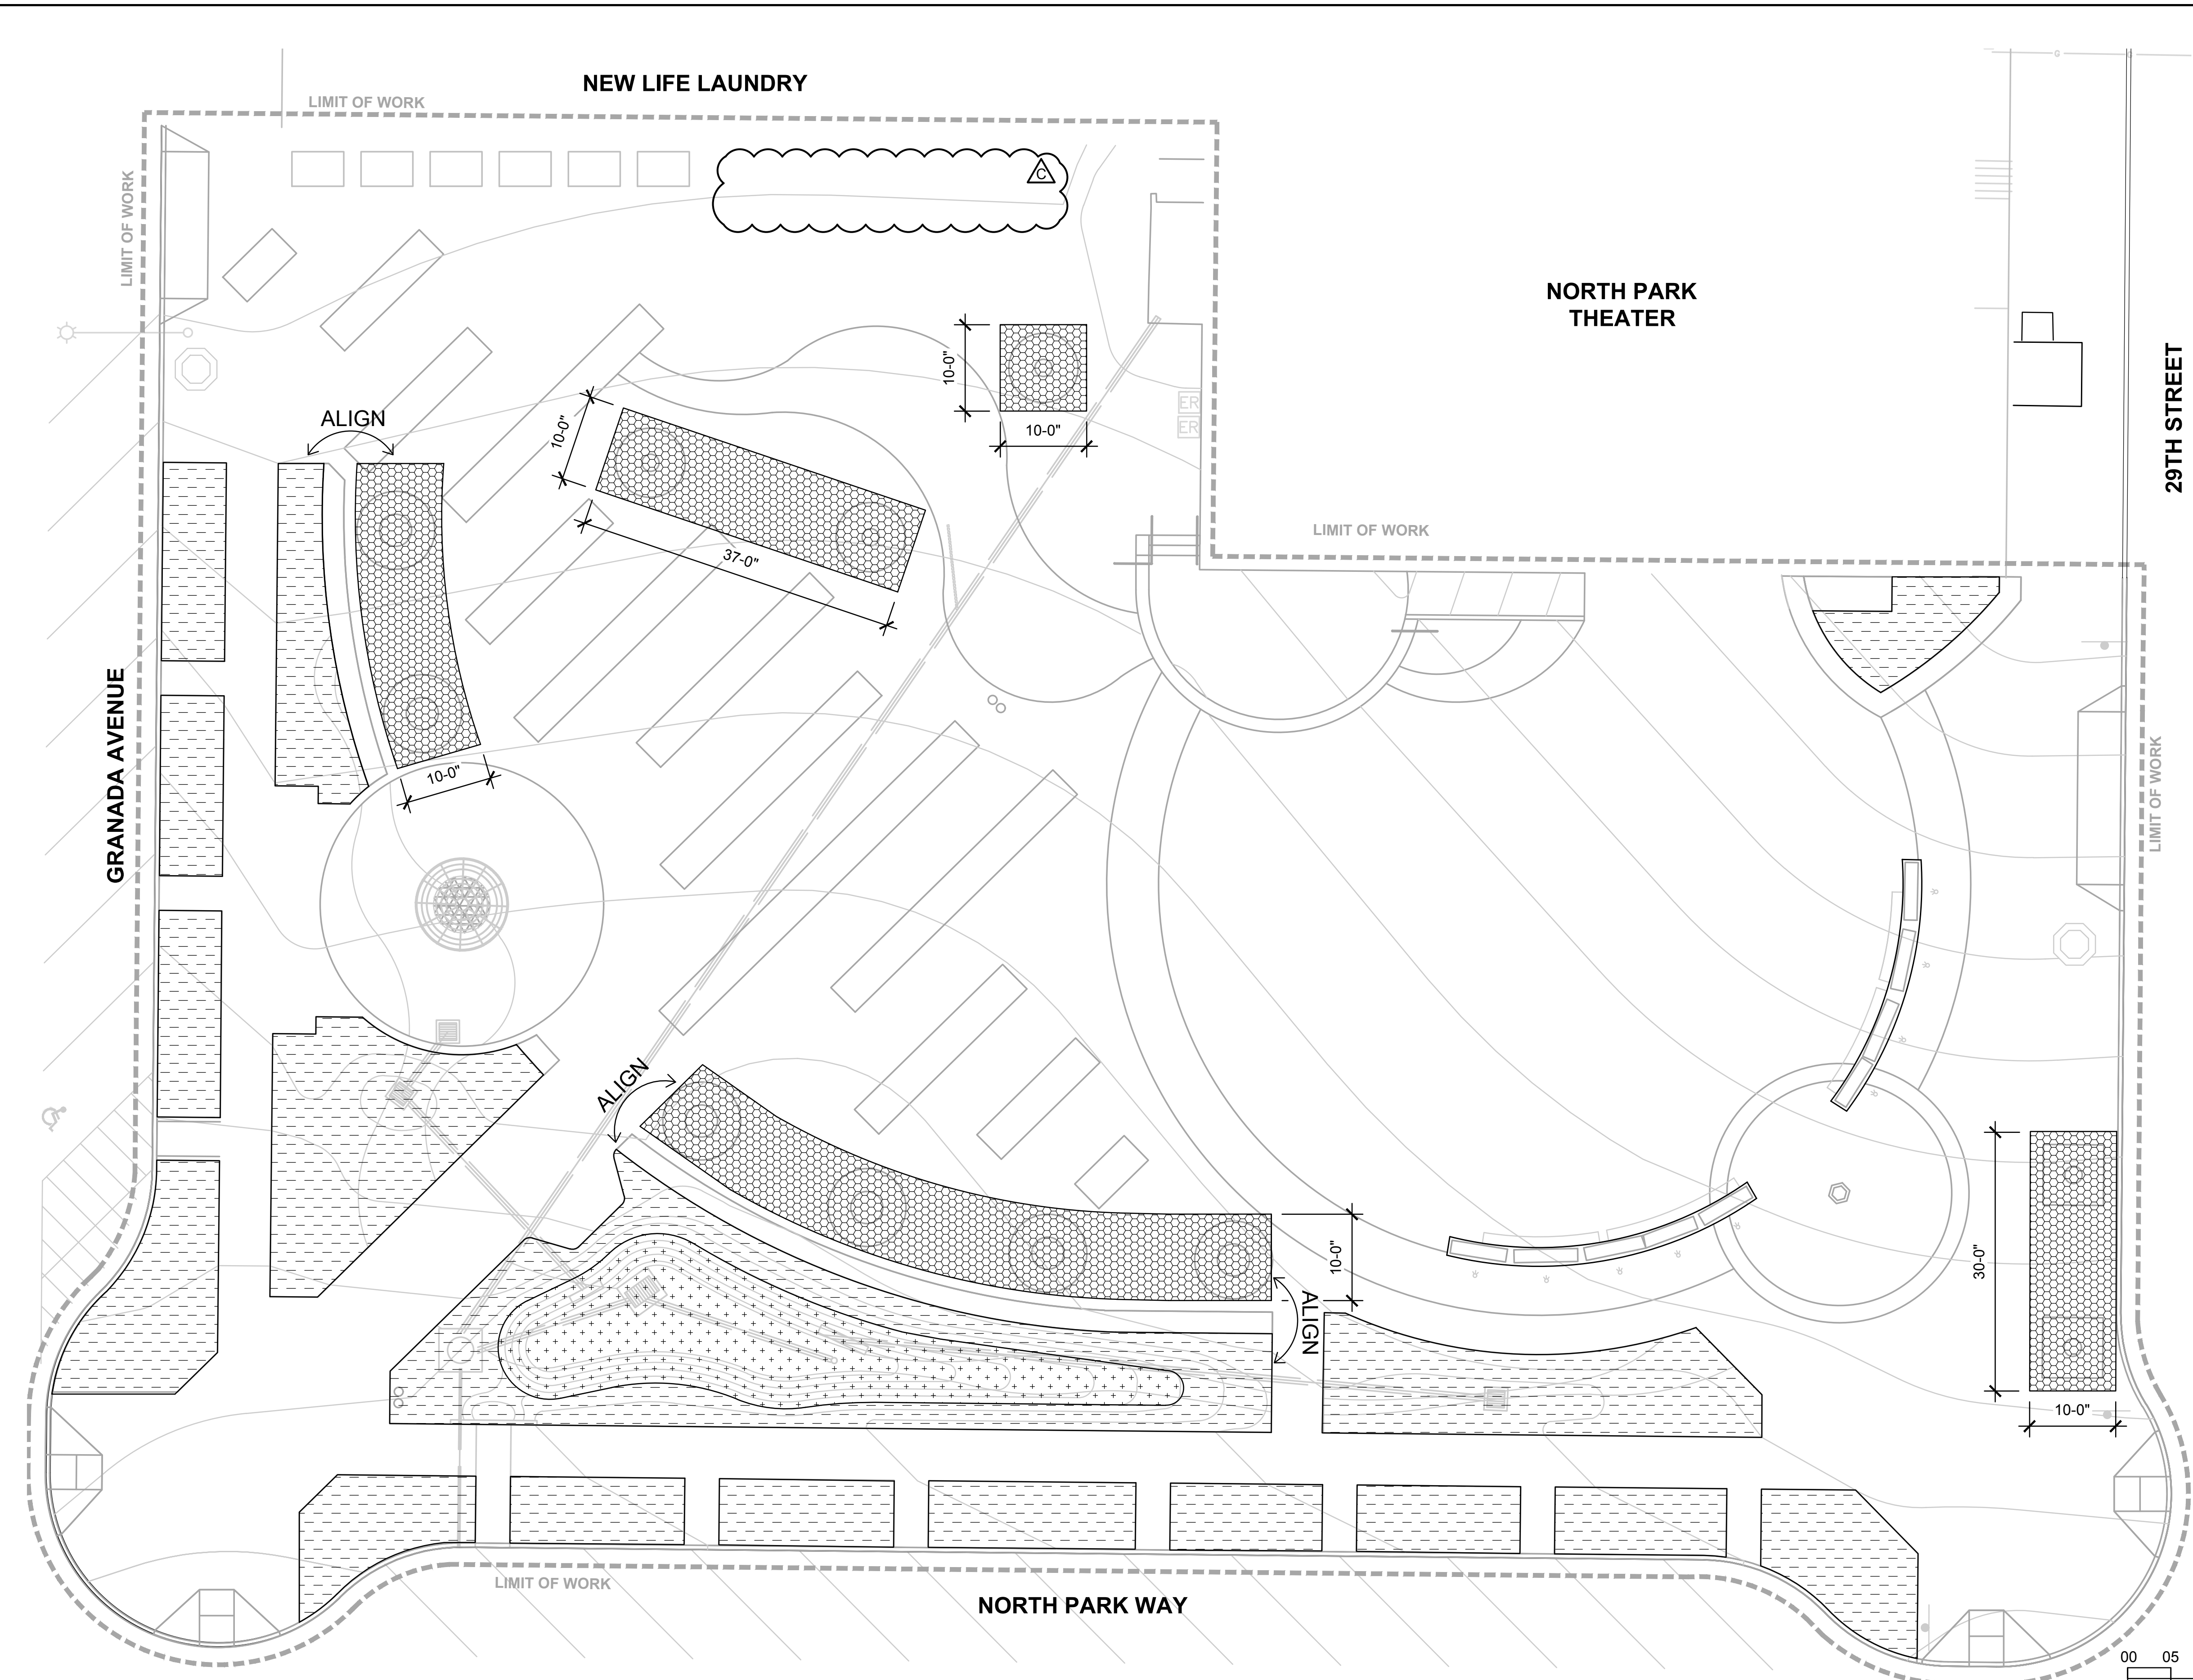 NEW LIFE LAUNDRY
LIMIT OF WORK
C
LIMIT OF WORK
NORTH PARK
THEATER
29TH STREET
10-0"
10-0"
ER
ER
ALIGN
10-0"
37-0"
LIMIT OF WORK
GRANADA AVENUE
10-0"
LIMIT OF WORK
ALIGN
10-0"
ALIGN
30-0"
10-0"
LIMIT OF WORK
NORTH PARK WAY
00 05
G